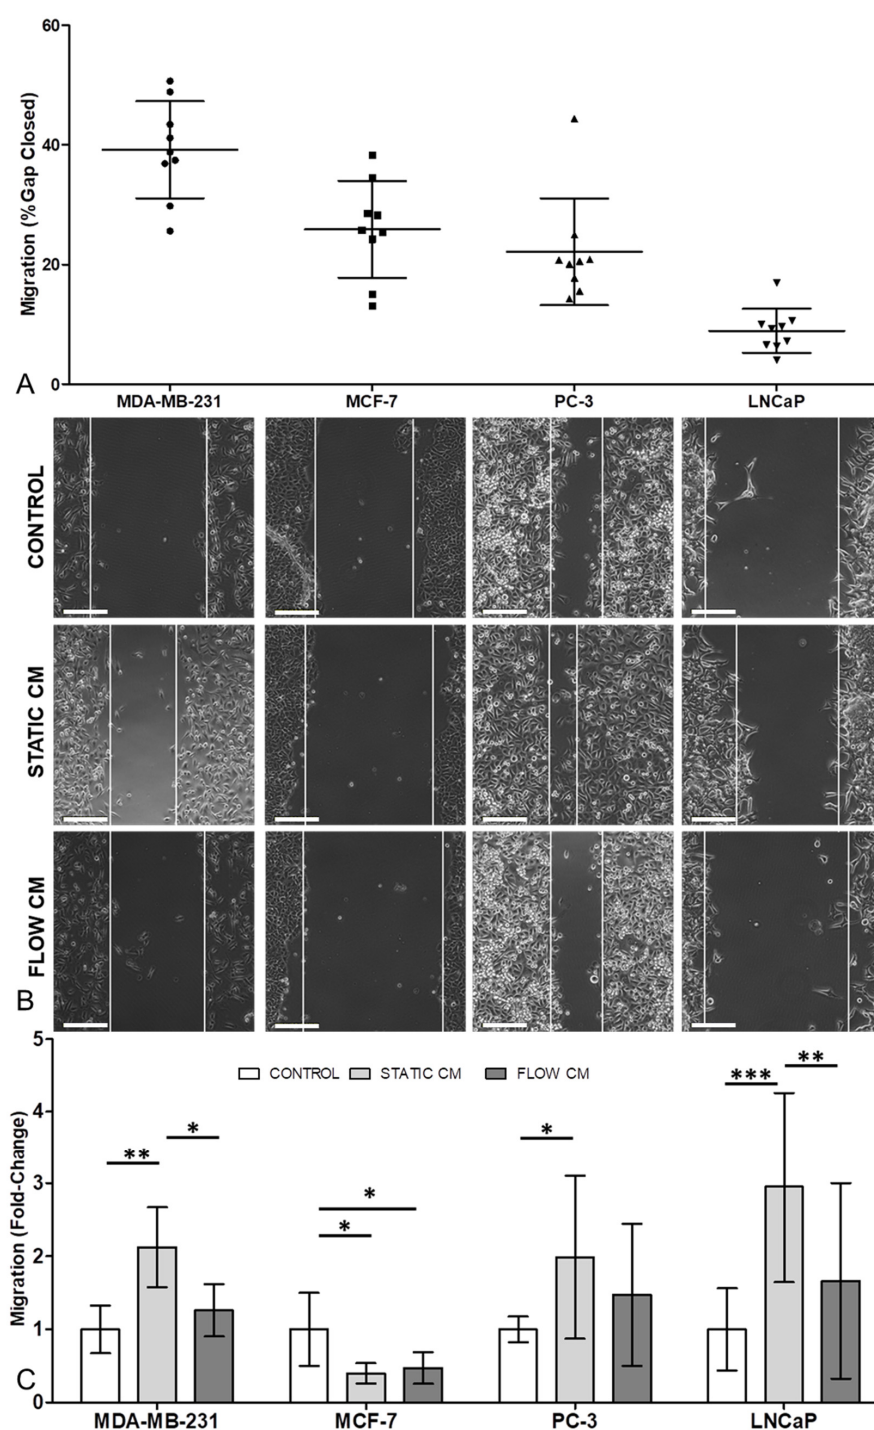 60
40
20
0
Migration (%Gap Closed)
A
MDA-MB-231 MCF-7 PC-3 LNCaP
CONTROL
STATIC CM
FLOW CM
B
5
4
3
2
1
0
Migration (Fold-Change)
CONTROL STATIC CM FLOW CM
** * * * * *** **
C
MDA-MB-231 MCF-7 PC-3 LNCaP